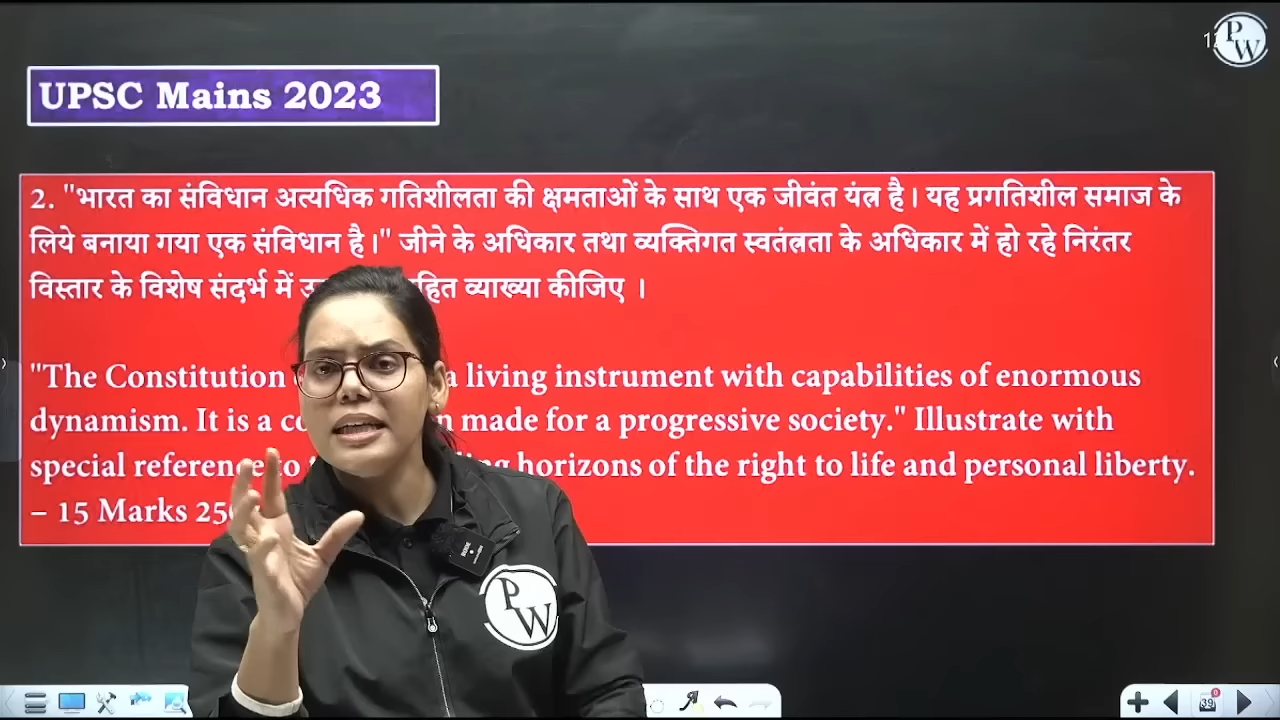 UPSC Mains 2023
PW
2. "भारत का संविधान अत्यधिक गतिशीलता की क्षमताओं के साथ एक जीवंत यंत्र है। यह प्रगतिशील समाज के
लिये बनाया गया एक संविधान है।" जीने के अधिकार तथा व्यक्तिगत स्वतंत्रता के अधिकार में हो रहे निरंतर
विस्तार के विशेष संदर्भ में व्याख्या कीजिए ।
"The Constitution a living instrument with capabilities of enormous
dynamism. It is a made for a progressive society." Illustrate with
special reference to horizons of the right to life and personal liberty.
– 15 Marks
PW
39